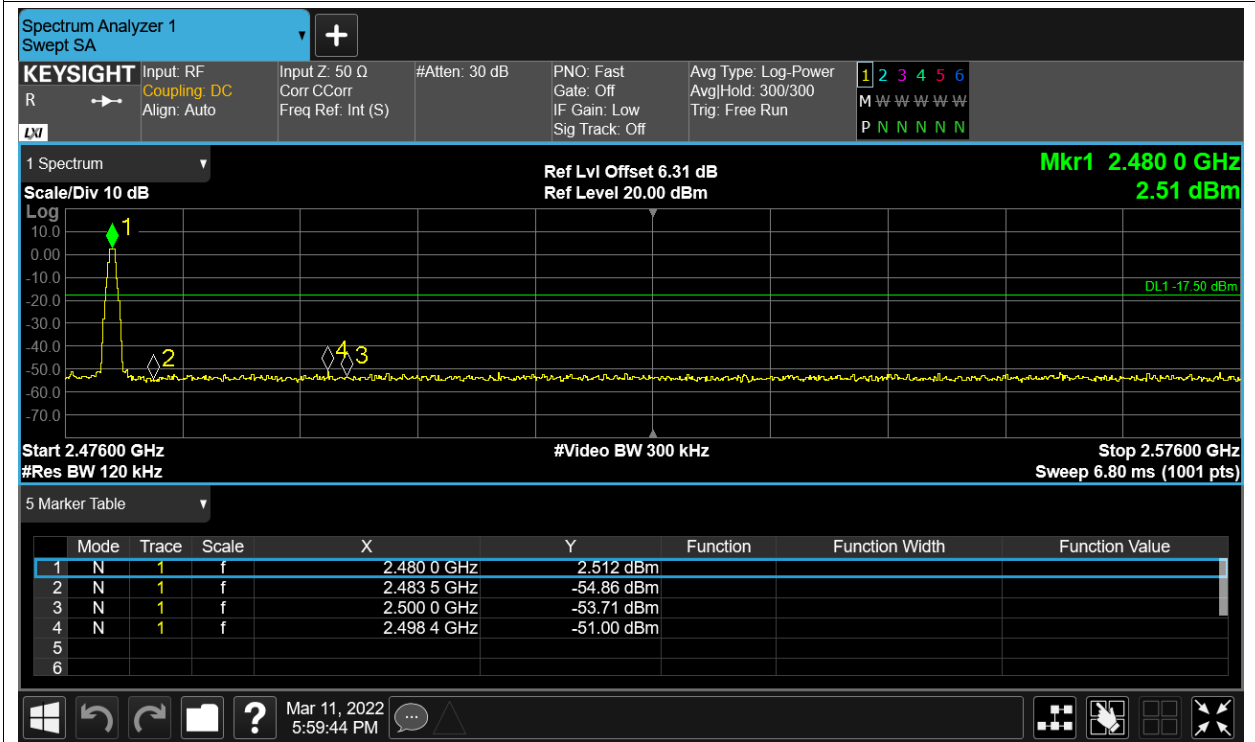 Spectrum Analyzer 1
Swept SA
+
KEYSIGHT Input: RF Input Z: 50 Ω #Atten: 30 dB PNO: Fast Avg Type: Log-Power 1 2 3 4 5 6
R Coupling: DC Corr CCorr Gate: Off Avg|Hold: 300/300 M W W W W W
Align: Auto Freq Ref: Int (S) IF Gain: Low Trig: Free Run
LXI Sig Track: Off P N N N N N
1 Spectrum Ref Lvl Offset 6.31 dB Mkr1 2.480 0 GHz
Scale/Div 10 dB Ref Level 20.00 dBm 2.51 dBm
Log
1
10.0
0.00
-10.0
DL1 -17.50 dBm
-20.0
-30.0
-40.0
2 4 3
-50.0
-60.0
-70.0
Start 2.47600 GHz #Video BW 300 kHz Stop 2.57600 GHz
#Res BW 120 kHz Sweep 6.80 ms (1001 pts)
5 Marker Table
Mode Trace Scale X Y Function Function Width Function Value
1 N 1 f 2.480 0 GHz 2.512 dBm
2 N 1 f 2.483 5 GHz -54.86 dBm
3 N 1 f 2.500 0 GHz -53.71 dBm
4 N 1 f 2.498 4 GHz -51.00 dBm
5
6
? Mar 11, 2022
5:59:44 PM